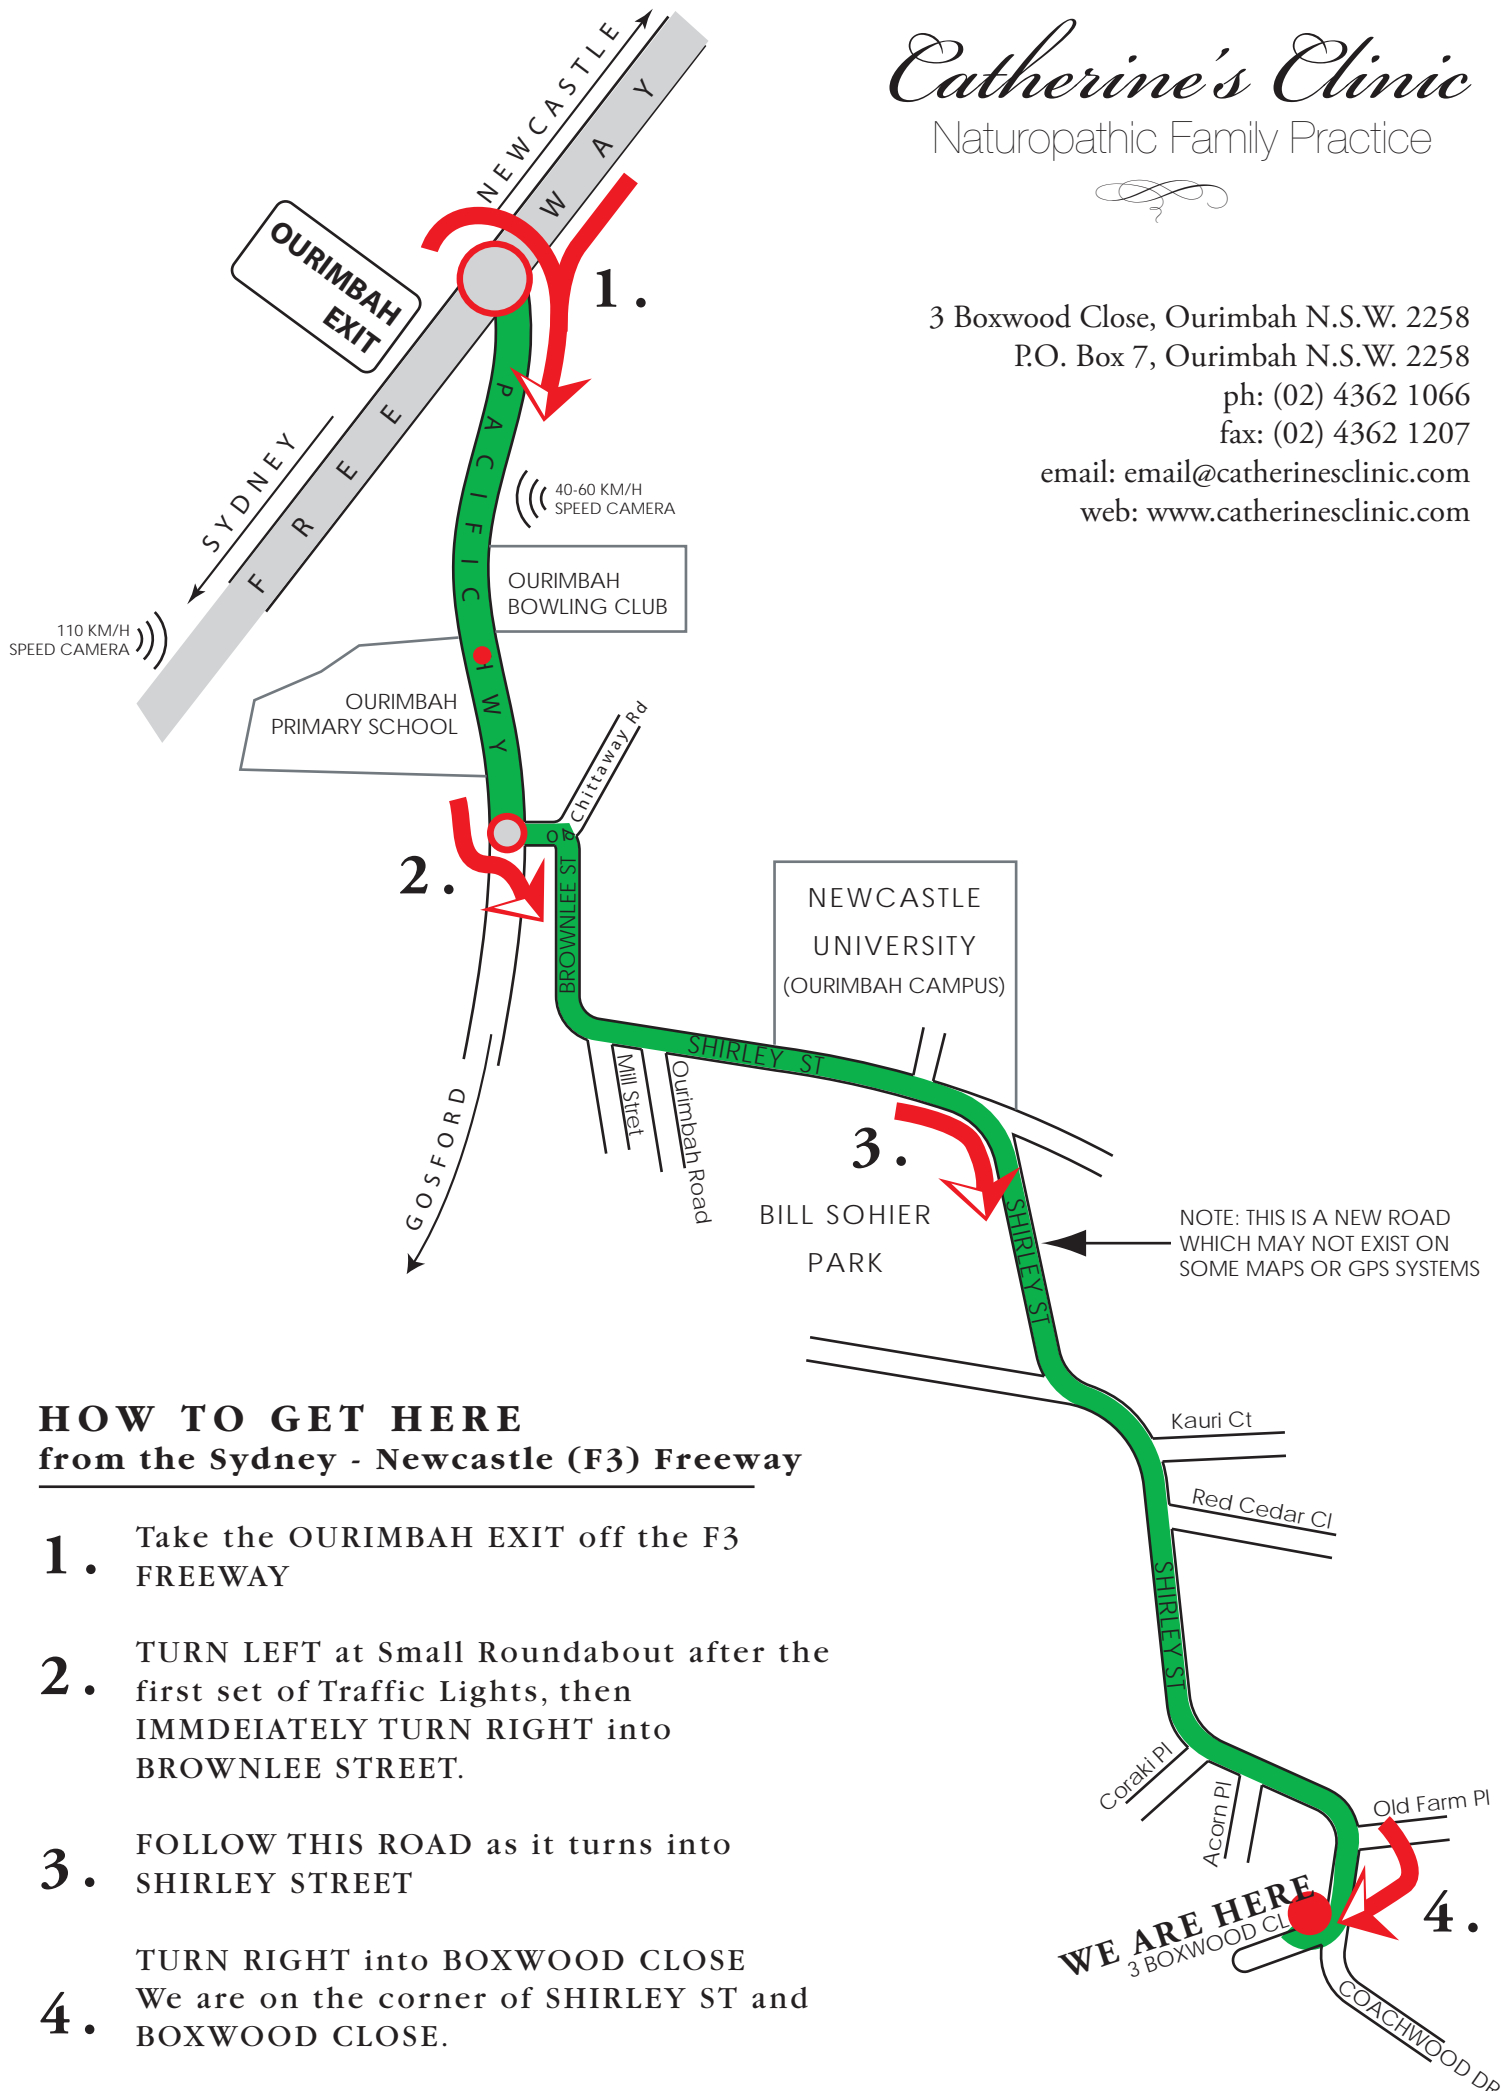 Catherine's Clinic
Naturopathic Family Practice
3 Boxwood Close, Ourimbah N.S.W. 2258
P.O. Box 7, Ourimbah N.S.W. 2258
ph: (02) 4362 1066
fax: (02) 4362 1207
email: email@catherinesclinic.com
web: www.catherinesclinic.com
NEWCASTLE
FREEWAY
OURIMBAH
EXIT
1.
SYDNEY
PACIFIC HWY
40-60 KM/H
SPEED CAMERA
OURIMBAH
BOWLING CLUB
110 KM/H
SPEED CAMERA
OURIMBAH
PRIMARY SCHOOL
Old Chittaway Rd
2.
BROWNLEE ST
NEWCASTLE
UNIVERSITY
(OURIMBAH CAMPUS)
SHIRLEY ST
Mill Stret
Ourimbah Road
GOSFORD
3.
BILL SOHIER
PARK
SHIRLEY ST
NOTE: THIS IS A NEW ROAD
WHICH MAY NOT EXIST ON
SOME MAPS OR GPS SYSTEMS
Kauri Ct
Red Cedar Cl
SHIRLEY ST
Coraki Pl
Acorn Pl
Old Farm Pl
WE ARE HERE
3 BOXWOOD CL
4.
COACHWOOD DR
HOW TO GET HERE
from the Sydney - Newcastle (F3) Freeway
1. Take the OURIMBAH EXIT off the F3
FREEWAY
2. TURN LEFT at Small Roundabout after the
first set of Traffic Lights, then
IMMDEIATELY TURN RIGHT into
BROWNLEE STREET.
3. FOLLOW THIS ROAD as it turns into
SHIRLEY STREET
4. TURN RIGHT into BOXWOOD CLOSE
We are on the corner of SHIRLEY ST and
BOXWOOD CLOSE.